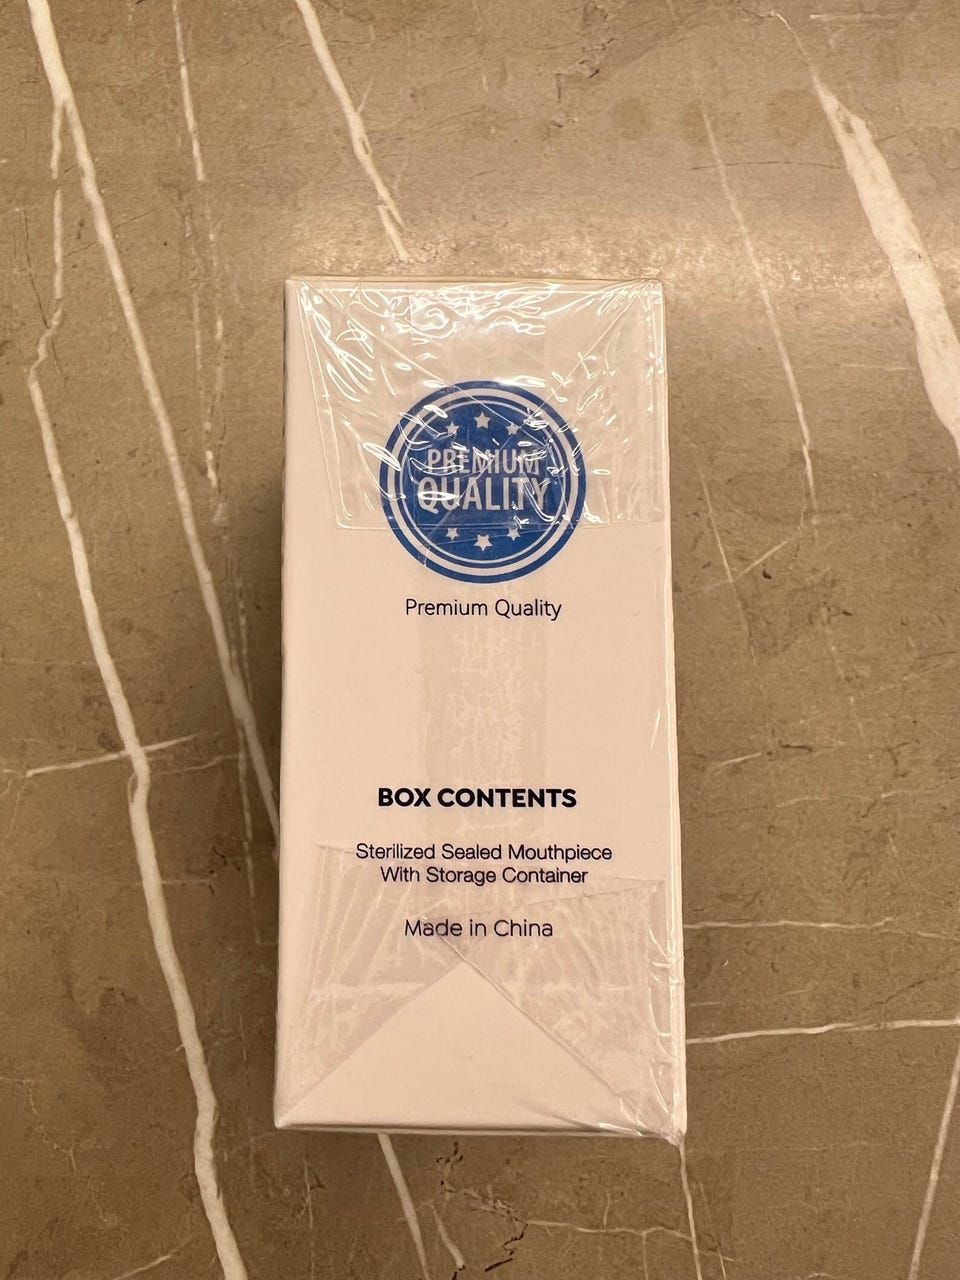 PREMIUM
QUALITY
Premium Quality
BOX CONTENTS
Sterilized Sealed Mouthpiece
With Storage Container
Made in China